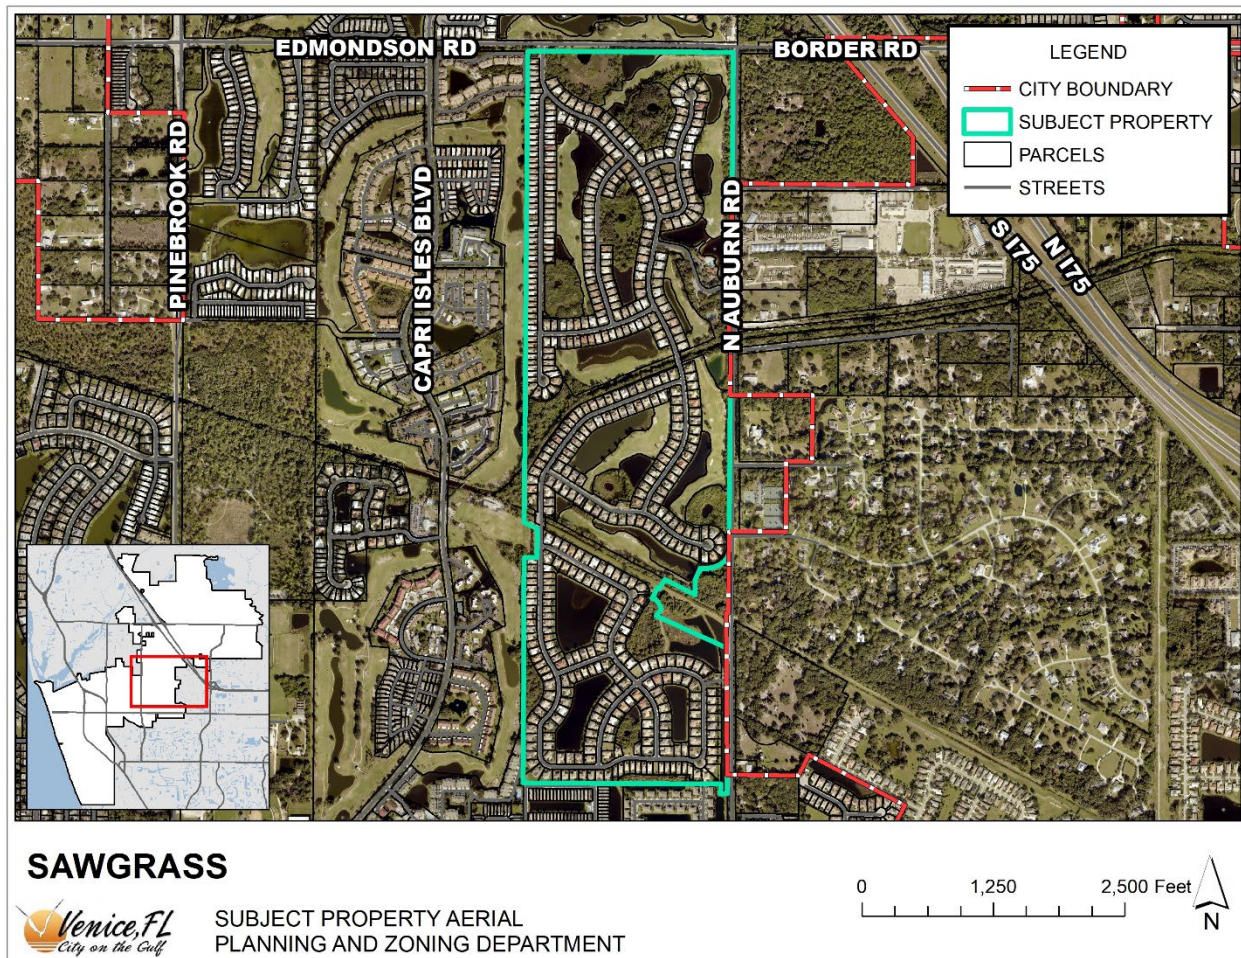 EDMONDSON RD
BORDER RD
PINEBROOK RD
CAPRI ISLES BLVD
N AUBURN RD
S I75
N I75
LEGEND
CITY BOUNDARY
SUBJECT PROPERTY
PARCELS
STREETS
SAWGRASS
Venice, FL
City on the Gulf
SUBJECT PROPERTY AERIAL
PLANNING AND ZONING DEPARTMENT
0 1,250 2,500 Feet
N